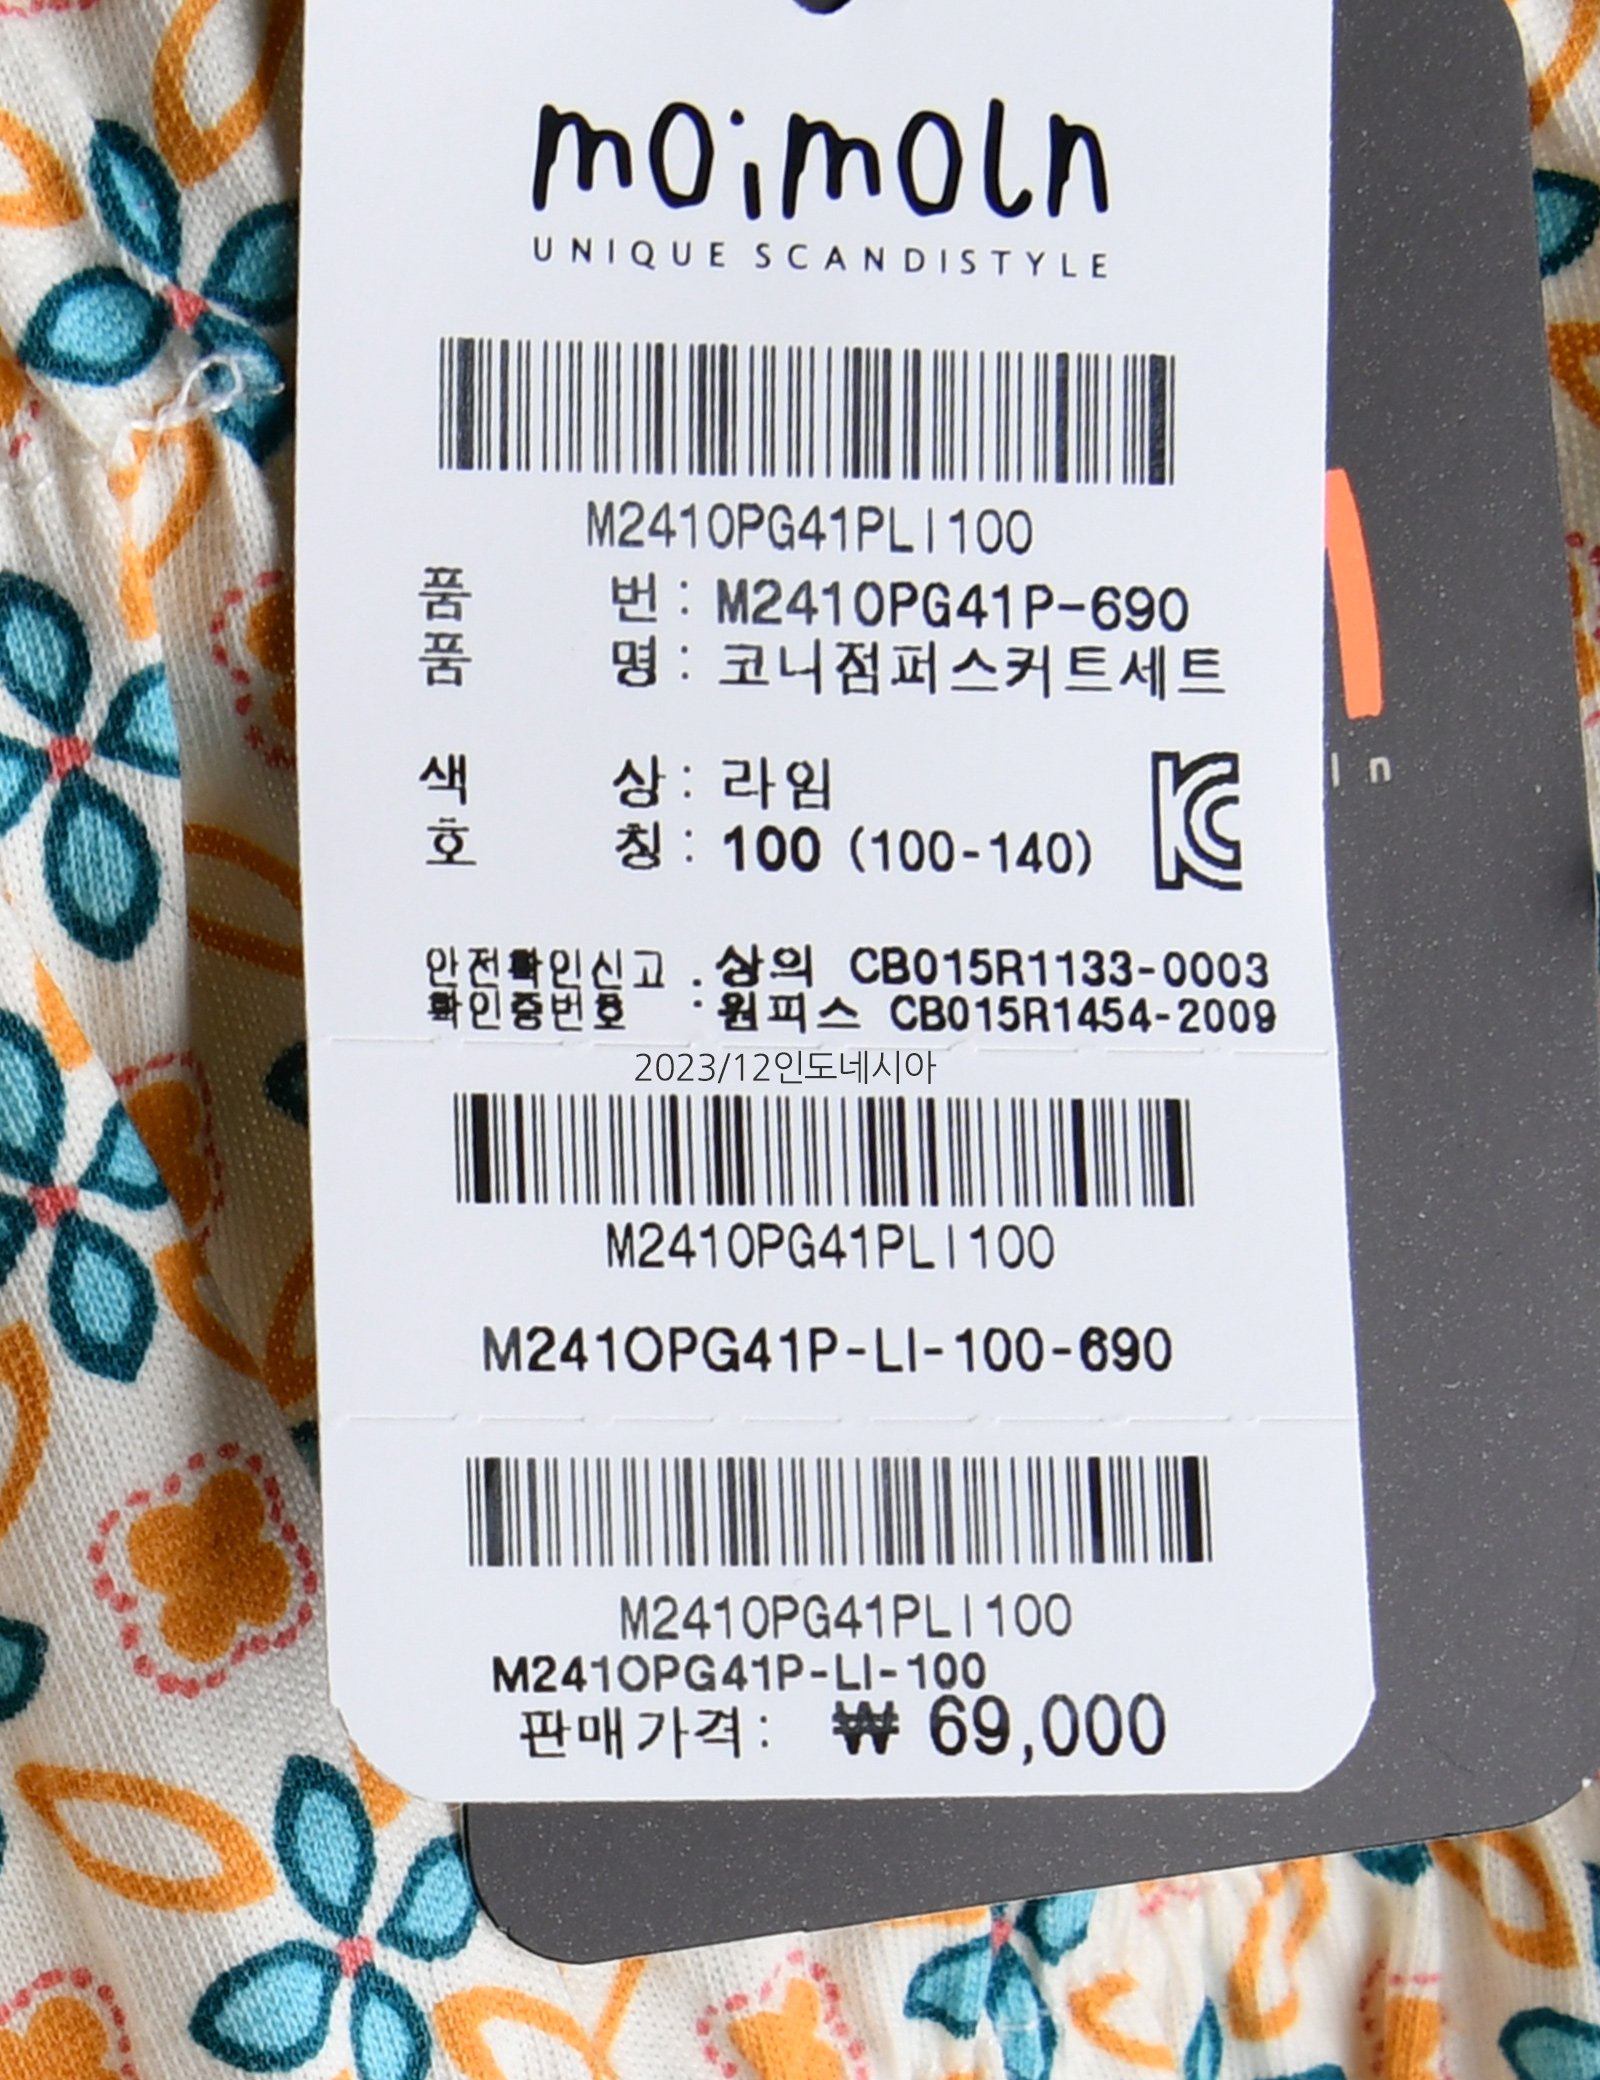 moimoln
UNIQUE SCANDISTYLE
M2410PG41PLI100
품 번 : M2410PG41P-690
품 명 : 코니점퍼스커트세트
색 상 : 라임
호 칭 : 100 (100-140)
안전확인신고 : 상의 CB015R1133-0003
확인증번호 원피스 CB015R1454-2009
2023/12인도네시아
M2410PG41PLI100
M2410PG41P-LI-100-690
M2410PG41PLI100
M2410PG41P-LI-100
판매가격: ₩ 69,000
ln